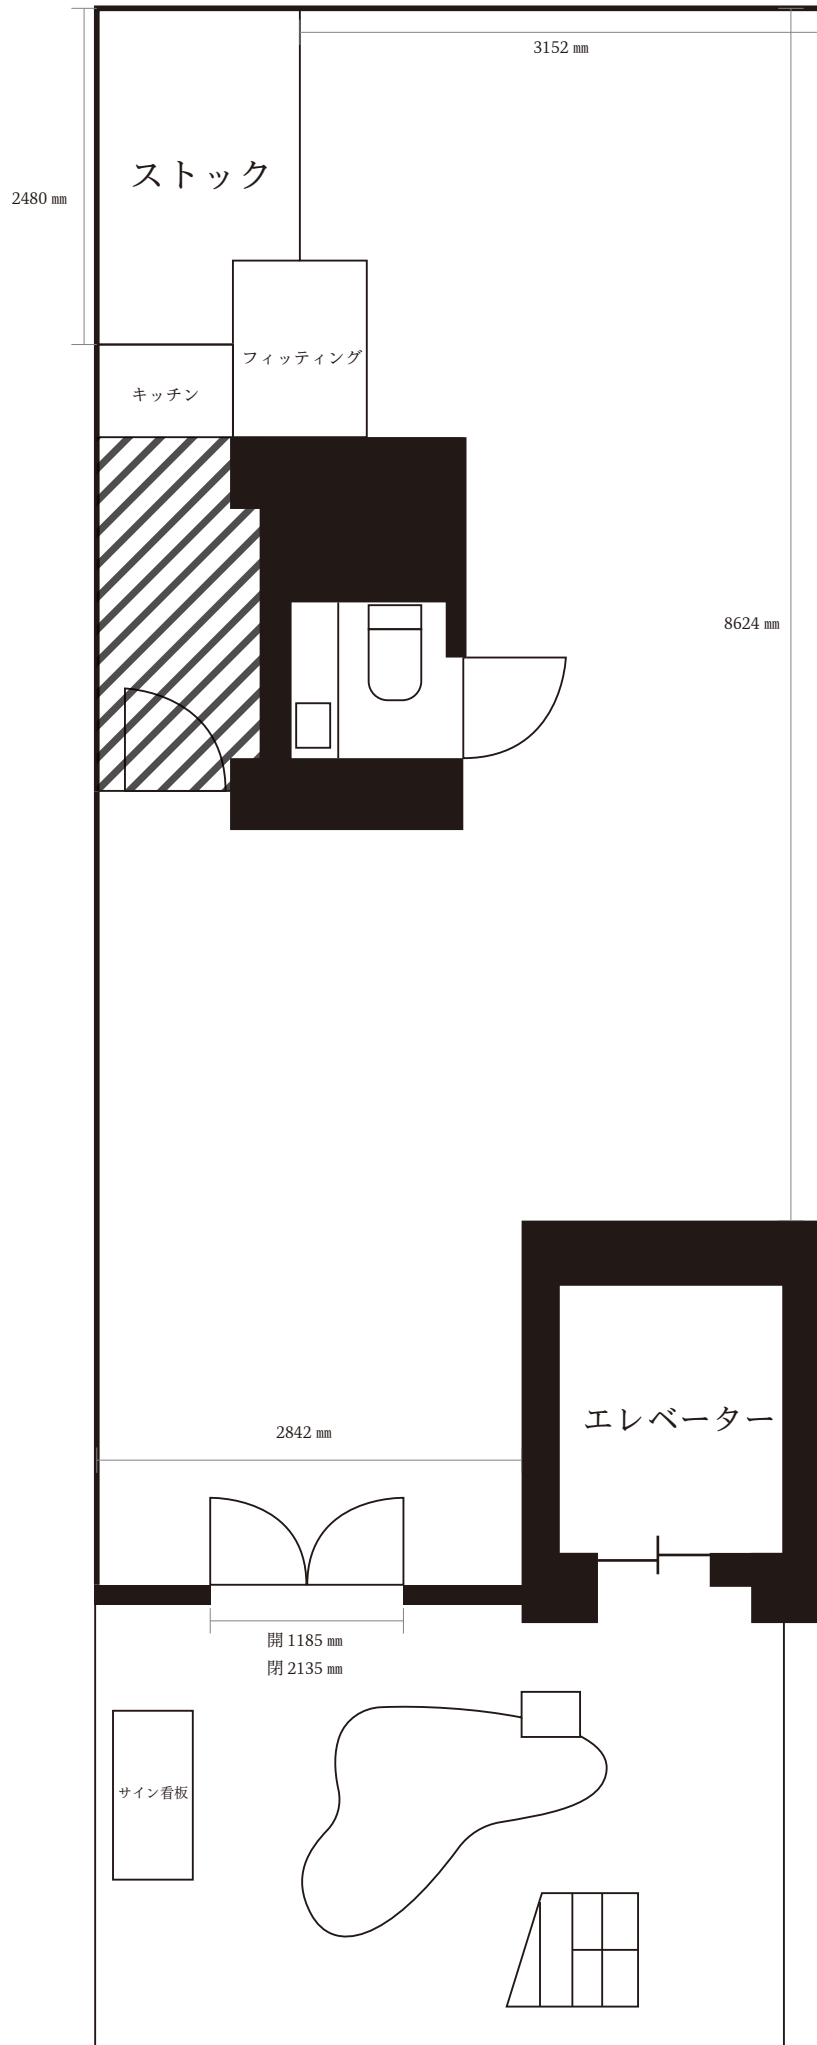 3152 ㎜
ストック
2480 ㎜
フィッティング
キッチン
8624 ㎜
エレベーター
2842 ㎜
開 1185 ㎜
閉 2135 ㎜
サイン看板